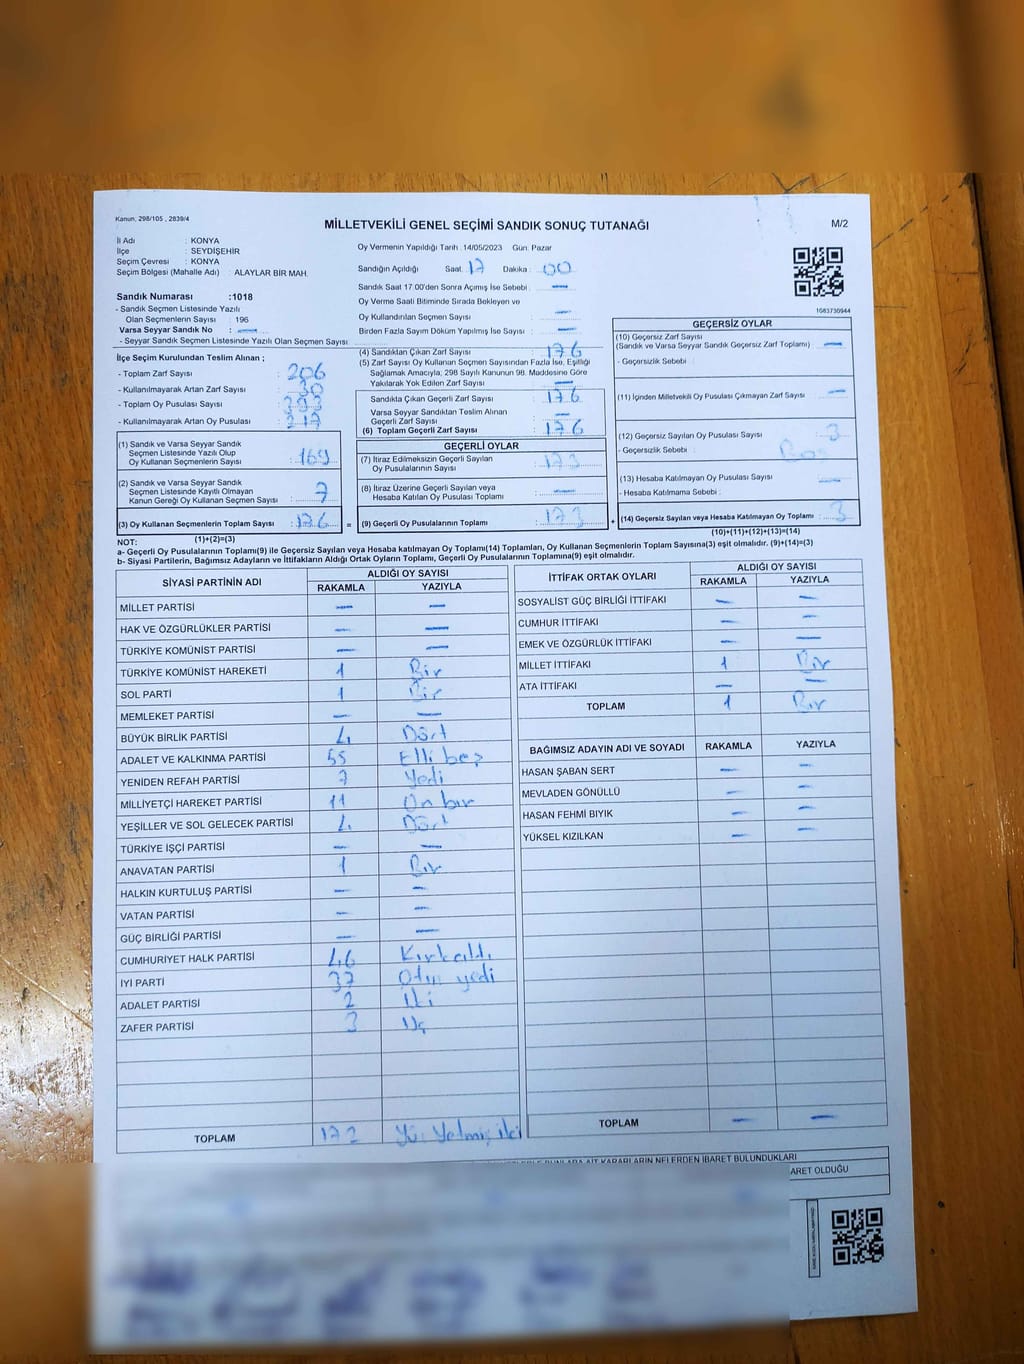 Kanun, 298/105 , 2839/4
MİLLETVEKİLİ GENEL SEÇİMİ SANDIK SONUÇ TUTANAĞI
M/2
İl Adı : KONYA
İlçe : SEYDİŞEHİR
Seçim Çevresi : KONYA
Seçim Bölgesi (Mahalle Adı) : ALAYLAR BİR MAH.
Sandık Numarası :1018
- Sandık Seçmen Listesinde Yazılı
Olan Seçmenlerin Sayısı : 196
Varsa Seyyar Sandık No : —
- Seyyar Sandık Seçmen Listesinde Yazılı Olan Seçmen Sayısı:
Oy Vermenin Yapıldığı Tarih :14/05/2023 Gün: Pazar
Sandığın Açıldığı Saat: 17 Dakika : 00
Sandık Saat 17:00'den Sonra Açımış İse Sebebi : —
Oy Verme Saati Bitiminde Sırada Bekleyen ve
Oy Kullandırılan Seçmen Sayısı : —
Birden Fazla Sayım Döküm Yapılmış İse Sayısı : —
1083730944
İlçe Seçim Kurulundan Teslim Alınan ;
- Toplam Zarf Sayısı : 206
- Kullanılmayarak Artan Zarf Sayısı : 30
- Toplam Oy Pusulası Sayısı :
- Kullanılmayarak Artan Oy Pusulası : 217
(1) Sandık ve Varsa Seyyar Sandık
Seçmen Listesinde Yazılı Olup
Oy Kullanan Seçmenlerin Sayısı : 169
(2) Sandık ve Varsa Seyyar Sandık
Seçmen Listesinde Kayıtlı Olmayan
Kanun Gereği Oy Kullanan Seçmen Sayısı : 7
(3) Oy Kullanan Seçmenlerin Toplam Sayısı : 176 =
(1)+(2)=(3)
(4) Sandıktan Çıkan Zarf Sayısı : 176
(5) Zarf Sayısı Oy Kullanan Seçmen Sayısından Fazla İse, Eşitliği
Sağlamak Amacıyla; 298 Sayılı Kanunun 98. Maddesine Göre
Yakılarak Yok Edilen Zarf Sayısı : —
Sandıkta Çıkan Geçerli Zarf Sayısı : 176
Varsa Seyyar Sandıktan Teslim Alınan
Geçerli Zarf Sayısı : —
(6) Toplam Geçerli Zarf Sayısı : 176
GEÇERLİ OYLAR
(7) İtiraz Edilmeksizin Geçerli Sayılan
Oy Pusulalarının Sayısı : 173
(8) İtiraz Üzerine Geçerli Sayılan veya
Hesaba Katılan Oy Pusulası Toplamı : —
(9) Geçerli Oy Pusulalarının Toplamı : 173 +
GEÇERSİZ OYLAR
(10) Geçersiz Zarf Sayısı
(Sandık ve Varsa Seyyar Sandık Geçersiz Zarf Toplamı) : —
- Geçersizlik Sebebi :
(11) İçinden Milletvekili Oy Pusulası Çıkmayan Zarf Sayısı : —
(12) Geçersiz Sayılan Oy Pusulası Sayısı : 3
- Geçersizlik Sebebi :
(13) Hesaba Katılmayan Oy Pusulası Sayısı : —
- Hesaba Katılmama Sebebi :
(14) Geçersiz Sayılan veya Hesaba Katılmayan Oy Toplamı : 3
(10)+(11)+(12)+(13)=(14)
NOT:
a- Geçerli Oy Pusulalarının Toplamı(9) ile Geçersiz Sayılan veya Hesaba katılmayan Oy Toplamı(14) Toplamları, Oy Kullanan Seçmenlerin Toplam Sayısına(3) eşit olmalıdır. (9)+(14)=(3)
b- Siyasi Partilerin, Bağımsız Adayların ve İttifakların Aldığı Ortak Oyların Toplamı, Geçerli Oy Pusulalarının Toplamına(9) eşit olmalıdır.
SİYASİ PARTİNİN ADI ALDIĞI OY SAYISI
RAKAMLA YAZIYLA
MİLLET PARTİSİ — —
HAK VE ÖZGÜRLÜKLER PARTİSİ — —
TÜRKİYE KOMÜNİST PARTİSİ — —
TÜRKİYE KOMÜNİST HAREKETİ 1 Bir
SOL PARTİ 1 Bir
MEMLEKET PARTİSİ — —
BÜYÜK BİRLİK PARTİSİ 4 Dört
ADALET VE KALKINMA PARTİSİ 55 Elli beş
YENİDEN REFAH PARTİSİ 7 Yedi
MİLLİYETÇİ HAREKET PARTİSİ 11 On bir
YEŞİLLER VE SOL GELECEK PARTİSİ 4 Dört
TÜRKİYE İŞÇİ PARTİSİ — —
ANAVATAN PARTİSİ 1 Bir
HALKIN KURTULUŞ PARTİSİ — —
VATAN PARTİSİ — —
GÜÇ BİRLİĞİ PARTİSİ — —
CUMHURİYET HALK PARTİSİ 46 Kırkaltı
İYİ PARTİ 37 Otuz yedi
ADALET PARTİSİ 2 İki
ZAFER PARTİSİ 3 Üç
TOPLAM 172 Yüz Yetmiş iki
İTTİFAK ORTAK OYLARI ALDIĞI OY SAYISI
RAKAMLA YAZIYLA
SOSYALİST GÜÇ BİRLİĞİ İTTİFAKI — —
CUMHUR İTTİFAKI — —
EMEK VE ÖZGÜRLÜK İTTİFAKI — —
MİLLET İTTİFAKI 1 Bir
ATA İTTİFAKI — —
TOPLAM 1 Bir
BAĞIMSIZ ADAYIN ADI VE SOYADI RAKAMLA YAZIYLA
HASAN ŞABAN SERT — —
MEVLADEN GÖNÜLLÜ — —
HASAN FEHMİ BIYIK — —
YÜKSEL KIZILKAN — —
TOPLAM — —
KARARLARIN NELERDEN İBARET BULUNDUKLARI
ARET OLDUĞU